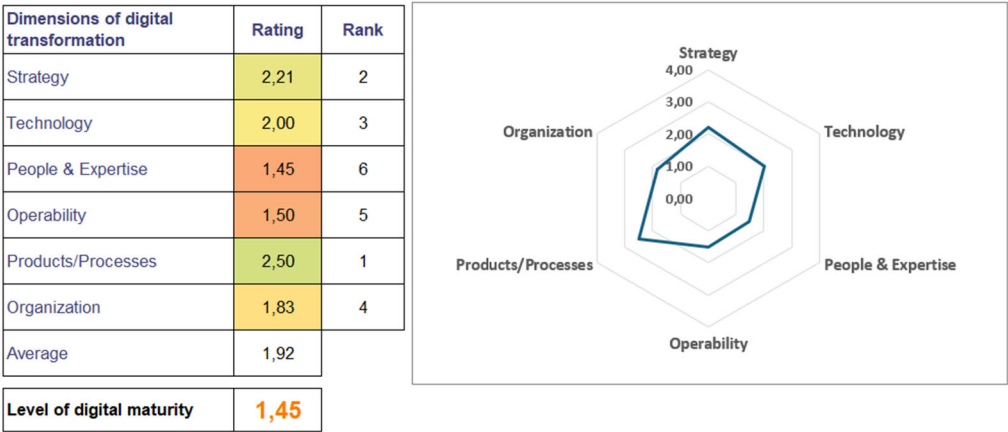 Dimensions of digital
transformation
Rating
Rank
Strategy
2,21
2
Technology
2,00
3
People & Expertise
1,45
6
Operability
1,50
5
Products/Processes
2,50
1
Organization
1,83
4
Average
1,92
Level of digital maturity
1,45
Strategy
4,00
3,00
2,00
1,00
0,00
Organization
Technology
Products/Processes
People & Expertise
Operability